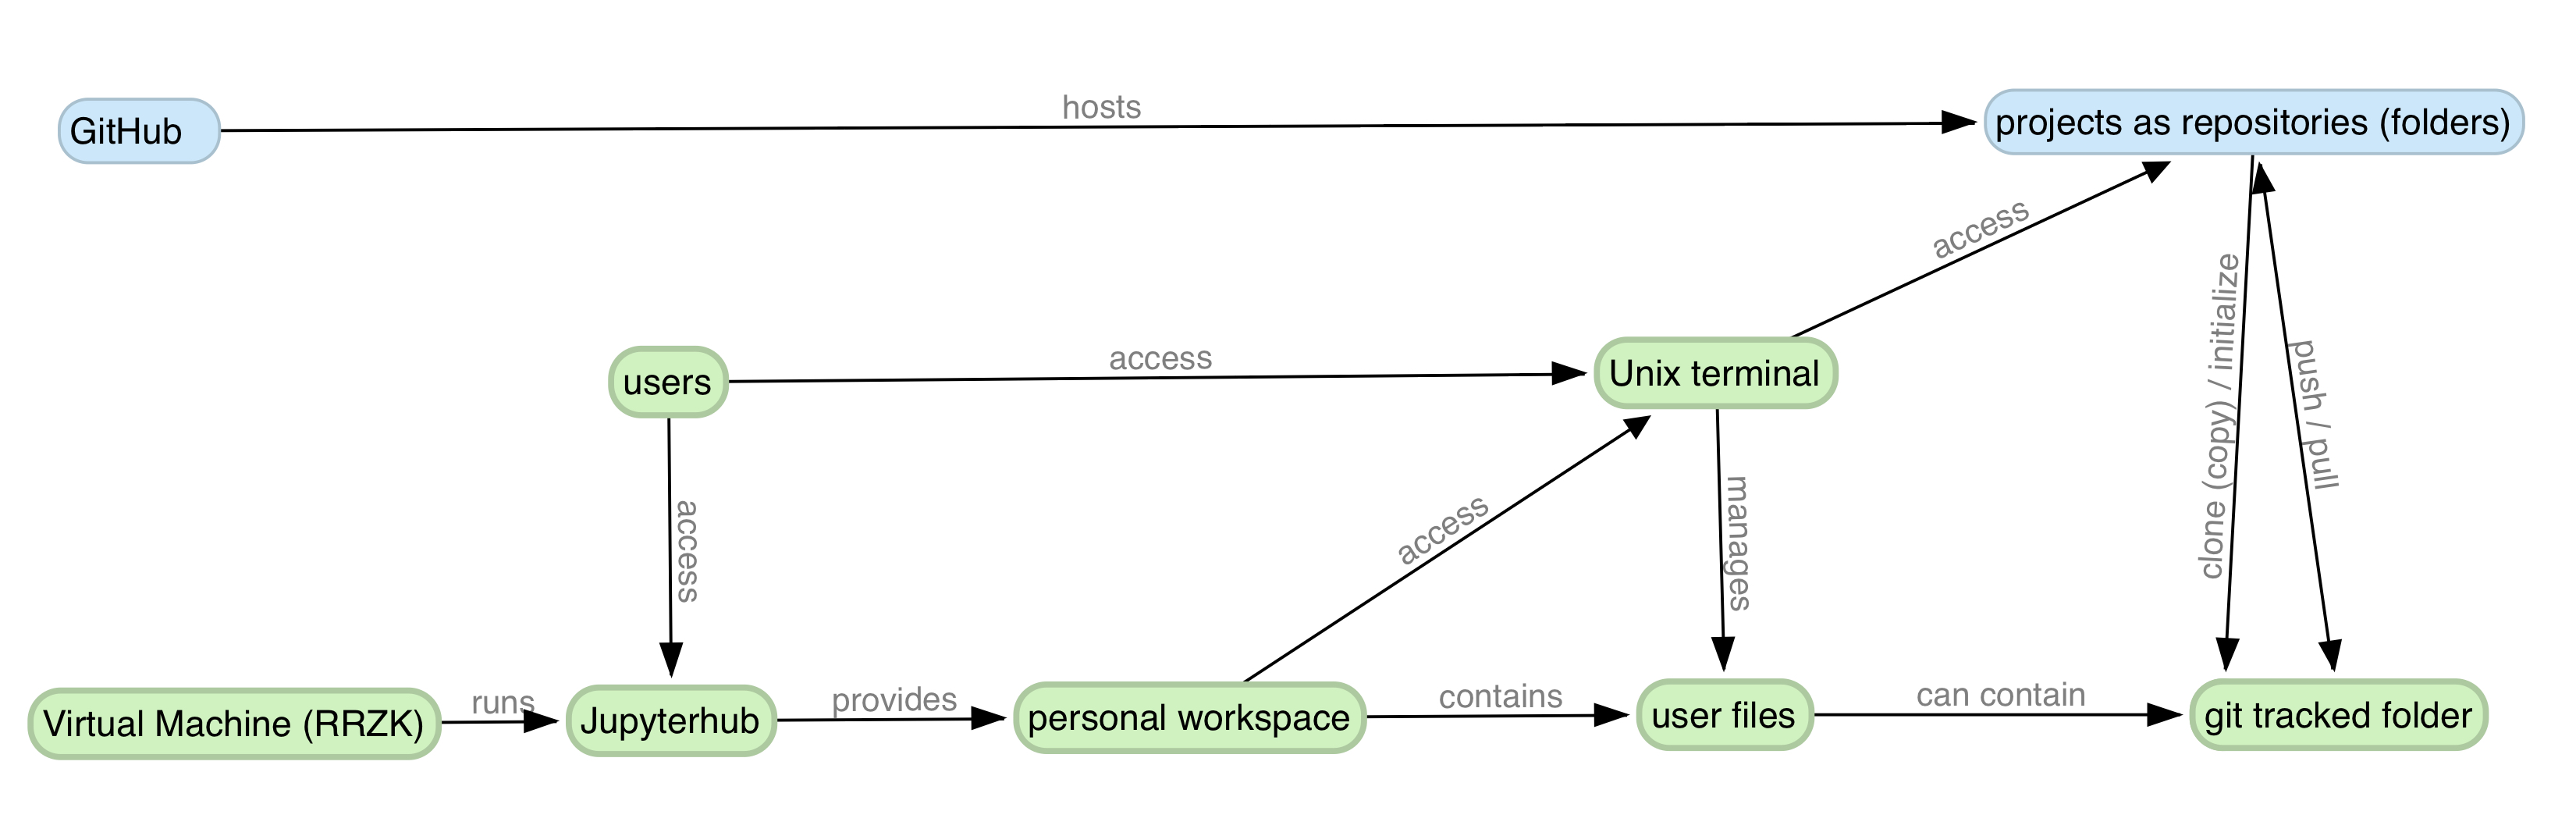 hosts
GitHub
projects as repositories (folders)
access
clone (copy) / initialize
push / pull
users
access
Unix terminal
access
access
manages
Virtual Machine (RRZK)
runs
Jupyterhub
provides
personal workspace
contains
user files
can contain
git tracked folder